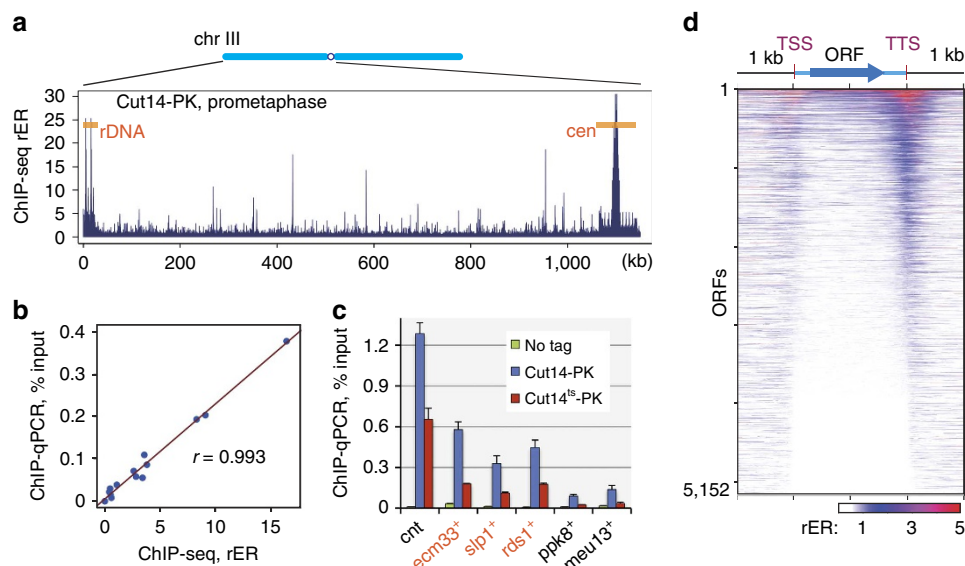 a
chr III
Cut14-PK, prometaphase
rDNA
cen
ChIP-seq rER
30
25
20
15
10
5
0
0 200 400 600 800 1,000 (kb)
b
ChIP-qPCR, % input
0.4
0.3
0.2
0.1
0
r = 0.993
0 5 10 15
ChIP-seq, rER
c
ChIP-qPCR, % input
1.2
0.9
0.6
0.3
0
No tag
Cut14-PK
Cut14ts-PK
cnt
ecm33+
slp1+
rds1+
ppk8+
meu13+
d
TSS TTS
1 kb ORF 1 kb
1
ORFs
5,152
rER: 1 3 5